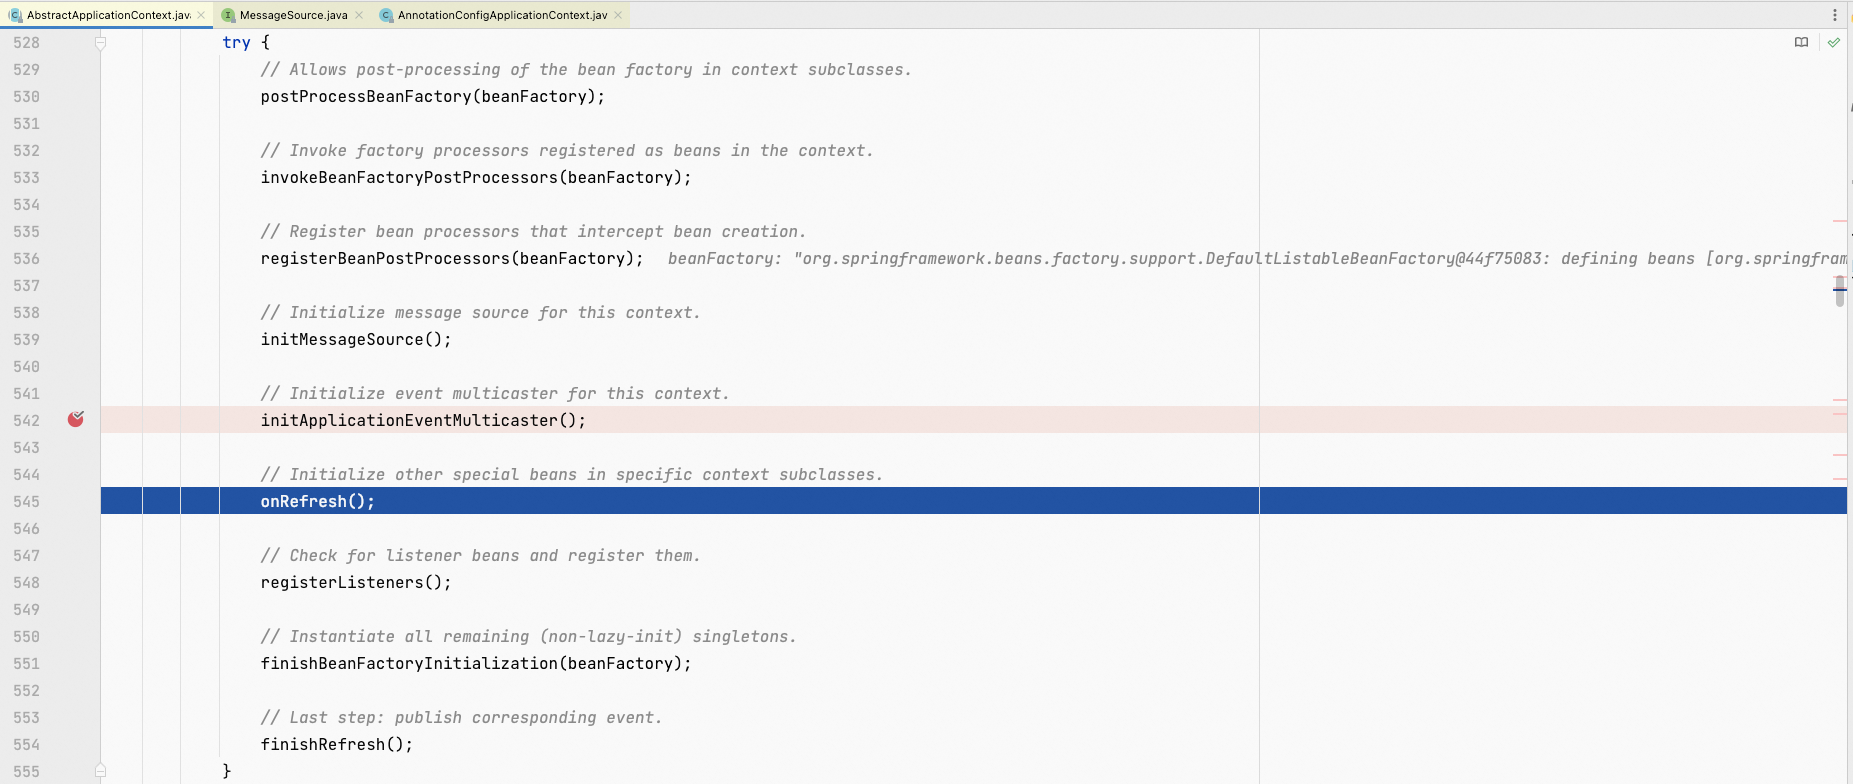 AbstractApplicationContext.java MessageSource.java AnnotationConfigApplicationContext.jav
528 try {
529 // Allows post-processing of the bean factory in context subclasses.
530 postProcessBeanFactory(beanFactory);
531
532 // Invoke factory processors registered as beans in the context.
533 invokeBeanFactoryPostProcessors(beanFactory);
534
535 // Register bean processors that intercept bean creation.
536 registerBeanPostProcessors(beanFactory); beanFactory: "org.springframework.beans.factory.support.DefaultListableBeanFactory@44f75083: defining beans [org.springfram
537
538 // Initialize message source for this context.
539 initMessageSource();
540
541 // Initialize event multicaster for this context.
542 initApplicationEventMulticaster();
543
544 // Initialize other special beans in specific context subclasses.
545 onRefresh();
546
547 // Check for listener beans and register them.
548 registerListeners();
549
550 // Instantiate all remaining (non-lazy-init) singletons.
551 finishBeanFactoryInitialization(beanFactory);
552
553 // Last step: publish corresponding event.
554 finishRefresh();
555 }